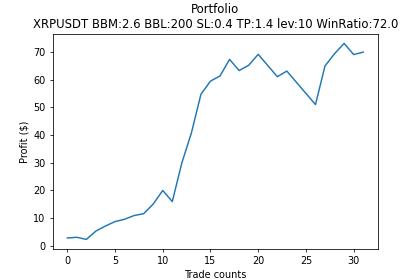 Portfolio
XRPUSDT BBM:2.6 BBL:200 SL:0.4 TP:1.4 lev:10 WinRatio:72.0
70
60
50
40
30
20
10
0
Profit ($)
0 5 10 15 20 25 30
Trade counts